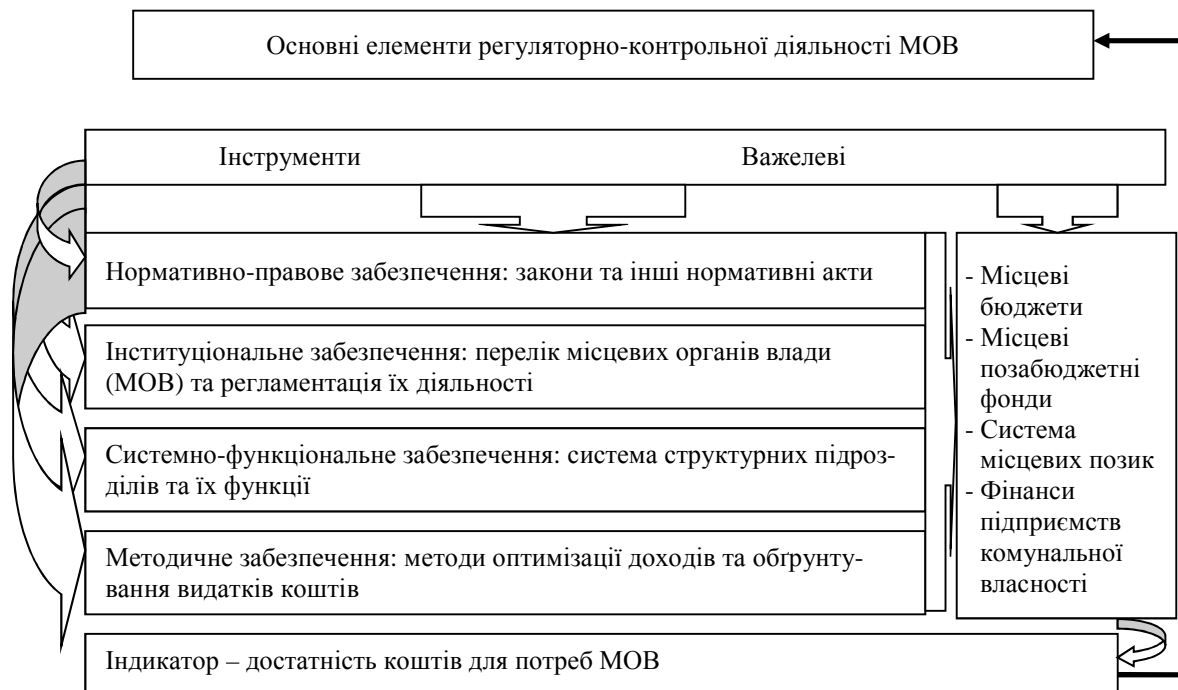 Основні елементи регуляторно-контрольної діяльності МОВ
Інструменти Важелеві
Нормативно-правове забезпечення: закони та інші нормативні акти
Інституціональне забезпечення: перелік місцевих органів влади
(МОВ) та регламентація їх діяльності
Системно-функціональне забезпечення: система структурних підроз-
ділів та їх функції
Методичне забезпечення: методи оптимізації доходів та обґрунту-
вання видатків коштів
- Місцеві
бюджети
- Місцеві
позабюджетні
фонди
- Система
місцевих позик
- Фінанси
підприємств
комунальної
власності
Індикатор – достатність коштів для потреб МОВ